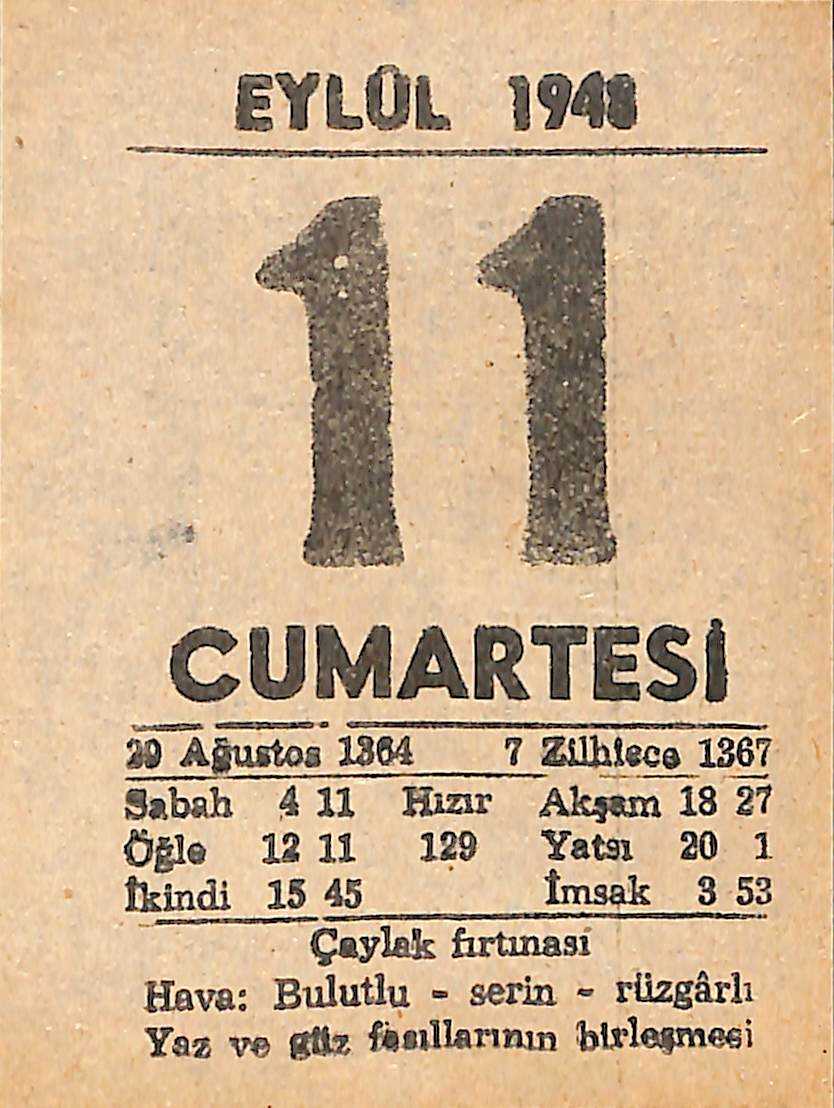 EYLÛL 1948
11
CUMARTESİ
29 Ağustos 1364 7 Zilhicce 1367
Sabah 4 11 Hızır Akşam 18 27
Öğle 12 11 129 Yatsı 20 1
İkindi 15 45 İmsak 3 53
Çaylak fırtınası
Hava: Bulutlu - serin - rüzgârlı
Yaz ve güz fasıllarının birleşmesi